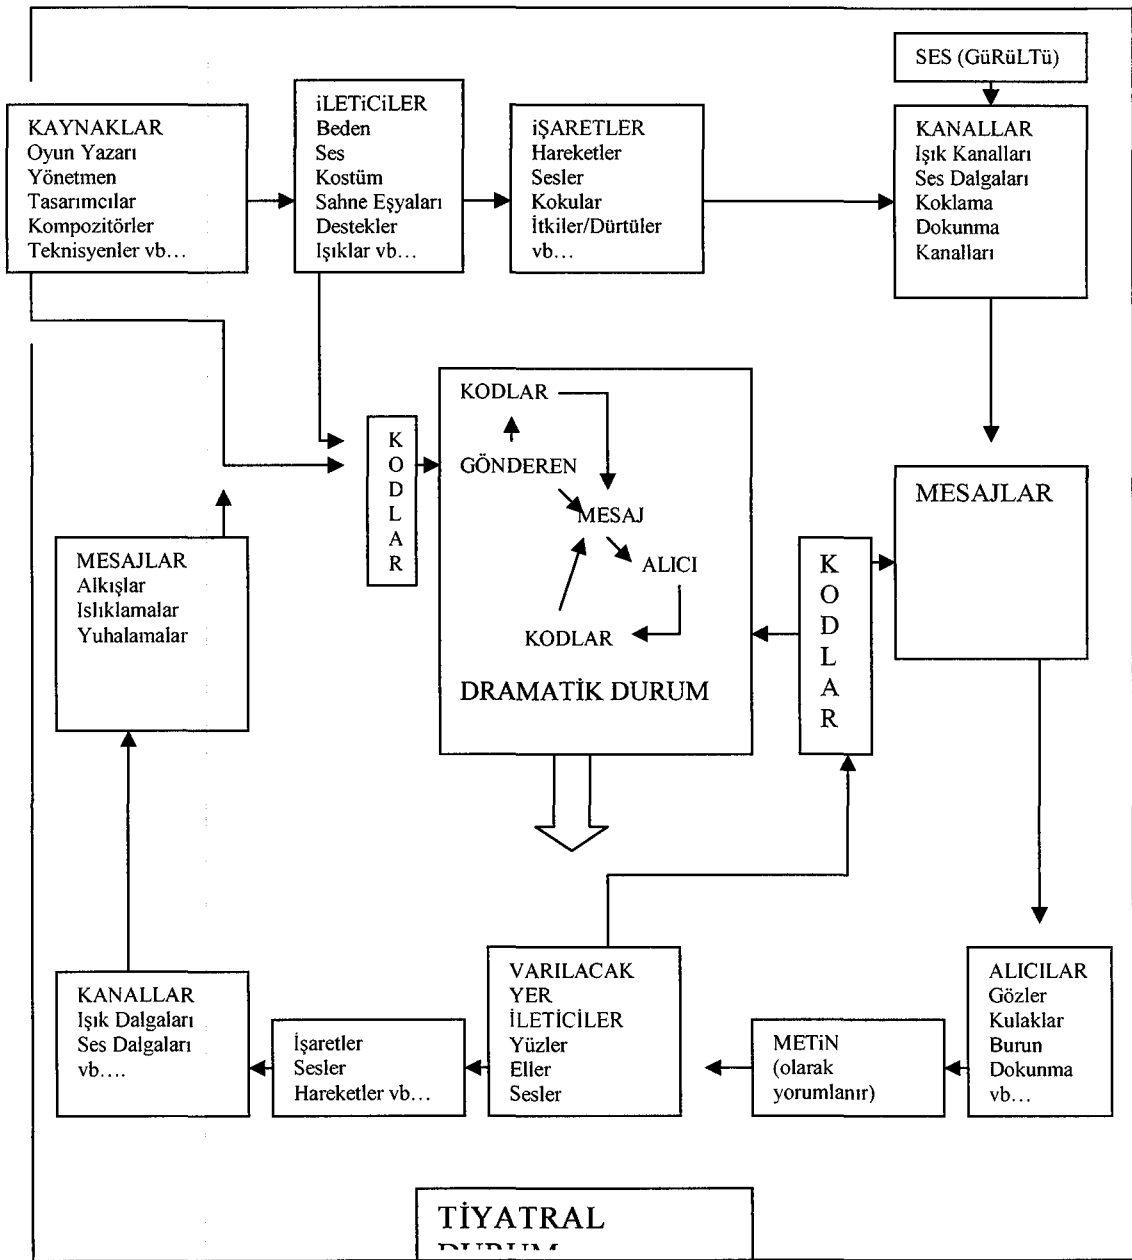 SES (GüRüLTü)
KAYNAKLAR
Oyun Yazarı
Yönetmen
Tasarımcılar
Kompozitörler
Teknisyenler vb…
iLETiCiLER
Beden
Ses
Kostüm
Sahne Eşyaları
Destekler
Işıklar vb…
iŞARETLER
Hareketler
Sesler
Kokular
İtkiler/Dürtüler
vb…
KANALLAR
Işık Kanalları
Ses Dalgaları
Koklama
Dokunma
Kanalları
K
O
D
L
A
R
KODLAR
GÖNDEREN
MESAJ
ALICI
KODLAR
DRAMATİK DURUM
K
O
D
L
A
R
MESAJLAR
MESAJLAR
Alkışlar
Islıklamalar
Yuhalamalar
KANALLAR
Işık Dalgaları
Ses Dalgaları
vb….
İşaretler
Sesler
Hareketler vb…
VARILACAK
YER
İLETİCİLER
Yüzler
Eller
Sesler
METiN
(olarak
yorumlanır)
ALICILAR
Gözler
Kulaklar
Burun
Dokunma
vb…
TİYATRAL